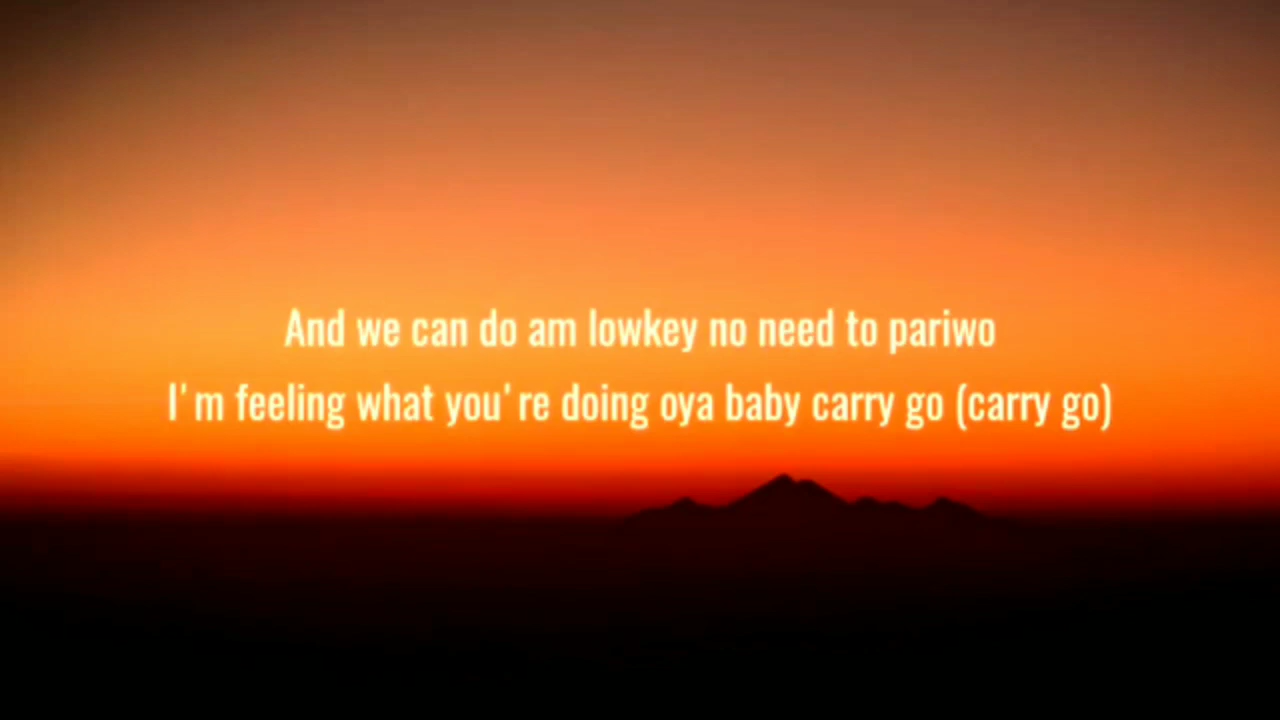 And we can do am lowkey no need to pariwo
I'm feeling what you're doing oya baby carry go (carry go)